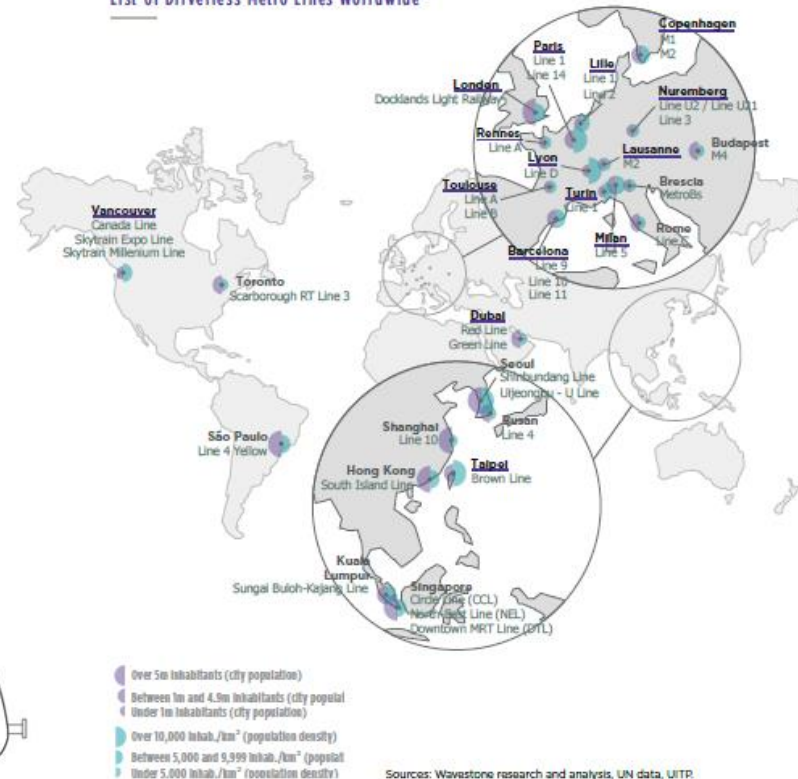 List of Driverless Metro Lines Worldwide
Copenhagen
M1
M2
Paris
Line 1
Line 14
Lille
Line 1
Line 2
London
Docklands Light Railway
Nuremberg
Line U2 / Line U21
Line 3
Rennes
Line A
Lyon
Line D
Lausanne
M2
Budapest
M4
Toulouse
Line A
Line B
Turin
Line 1
Brescia
MetroBs
Milan
Line 5
Rome
Line C
Barcelona
Line 9
Line 10
Line 11
Vancouver
Canada Line
Skytrain Expo Line
Skytrain Millenium Line
Toronto
Scarborough RT Line 3
Dubai
Red Line
Green Line
Seoul
Shinbundang Line
Uijeongbu - U Line
Busan
Line 4
Shanghai
Line 10
São Paulo
Line 4 Yellow
Hong Kong
South Island Line
Taipei
Brown Line
Kuala
Lumpur
Sungai Buloh-Kajang Line
Singapore
Circle Line (CCL)
North East Line (NEL)
Downtown MRT Line (DTL)
Over 5m inhabitants (city population)
Between 1m and 4.9m inhabitants (city populat
Under 1m inhabitants (city population)
Over 10,000 inhab./km² (population density)
Between 5,000 and 9,999 inhab./km² (populat
Under 5,000 inhab./km² (population density)
Sources: Wavestone research and analysis, UN data, UITP.